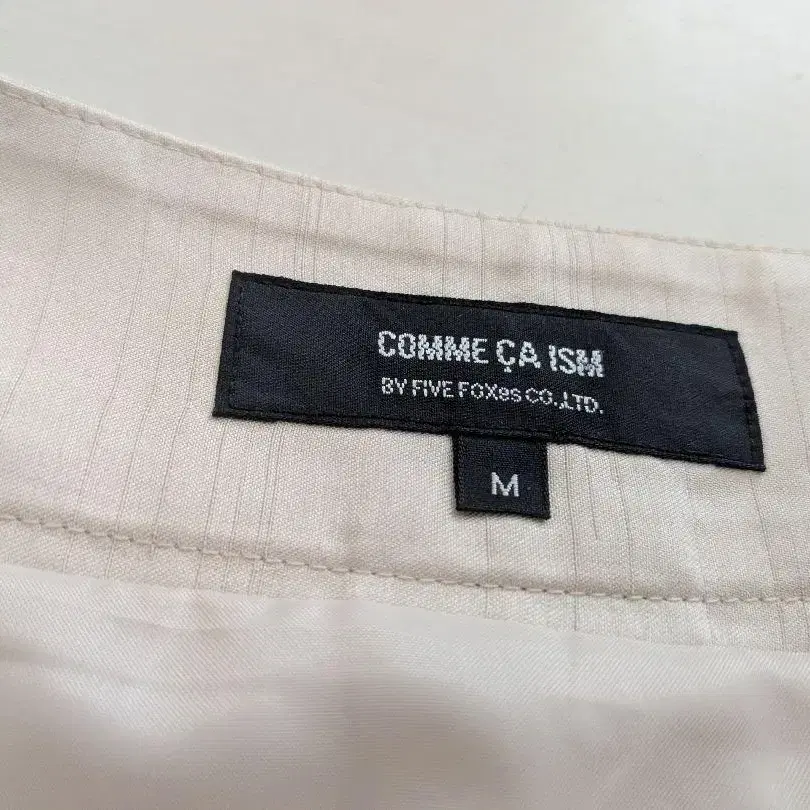 COMME ÇA ISM
BY FIVE FOXes CO.,LTD.
M